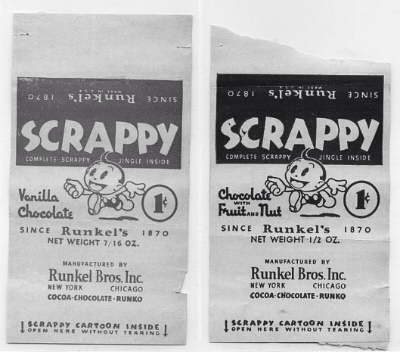 SINCE Runkel's 1870
MADE IN U.S.A.
SCRAPPY
COMPLETE SCRAPPY JINGLE INSIDE
Vanilla
Chocolate
1¢
SINCE Runkel's 1870
NET WEIGHT 7/16 OZ.
MANUFACTURED BY
Runkel Bros. Inc.
NEW YORK CHICAGO
COCOA·CHOCOLATE·RUNKO
↓ SCRAPPY CARTOON INSIDE ↓
OPEN HERE WITHOUT TEARING
SINCE Runkel's 1870
MADE IN U.S.A.
SCRAPPY
COMPLETE SCRAPPY JINGLE INSIDE
Chocolate
WITH
Fruit AND Nut
1¢
SINCE Runkel's 1870
NET WEIGHT 1/2 OZ.
MANUFACTURED BY
Runkel Bros. Inc.
NEW YORK CHICAGO
COCOA·CHOCOLATE·RUNKO
↓ SCRAPPY CARTOON INSIDE ↓
OPEN HERE WITHOUT TEARING